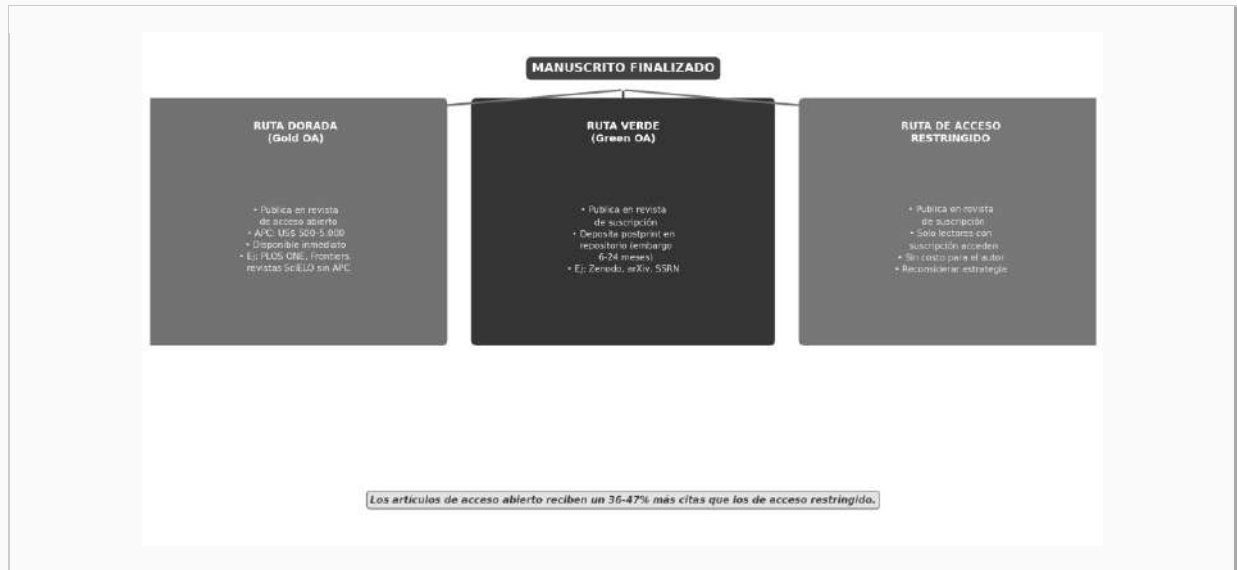 MANUSCRITO FINALIZADO
RUTA DORADA
(Gold OA)
• Publica en revista
de acceso abierto
• APC: US$ 500-5.000
• Disponible inmediato
• Ej: PLOS ONE, Frontiers,
revistas SciELO sin APC
RUTA VERDE
(Green OA)
• Publica en revista
de suscripción
• Deposita postprint en
repositorio (embargo
6-24 meses)
• Ej: Zenodo, arXiv, SSRN
RUTA DE ACCESO
RESTRINGIDO
• Publica en revista
de suscripción
• Solo lectores con
suscripción acceden
• Sin costo para el autor
• Reconsiderar estrategia
Los artículos de acceso abierto reciben un 36-47% más citas que los de acceso restringido.